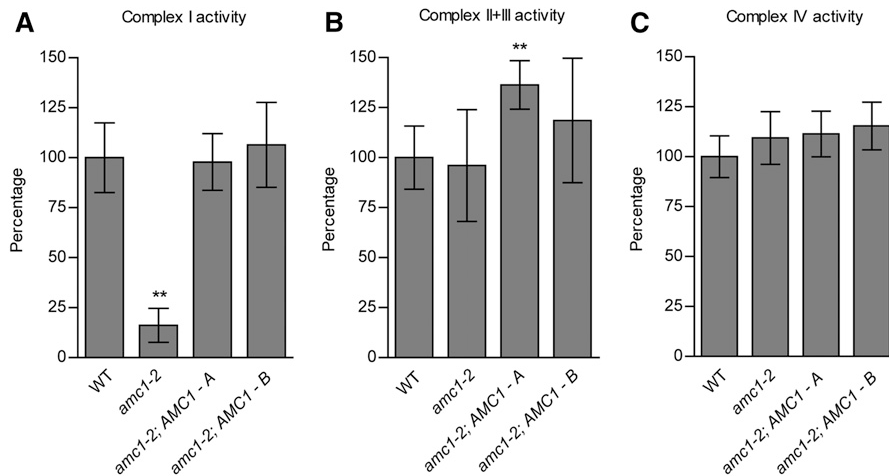 A
Complex I activity
Percentage
150
125
100
75
50
25
0
**
WT
amc1-2
amc1-2; AMC1 - A
amc1-2; AMC1 - B
B
Complex II+III activity
Percentage
150
125
100
75
50
25
0
**
WT
amc1-2
amc1-2; AMC1 - A
amc1-2; AMC1 - B
C
Complex IV activity
Percentage
150
125
100
75
50
25
0
WT
amc1-2
amc1-2; AMC1 - A
amc1-2; AMC1 - B